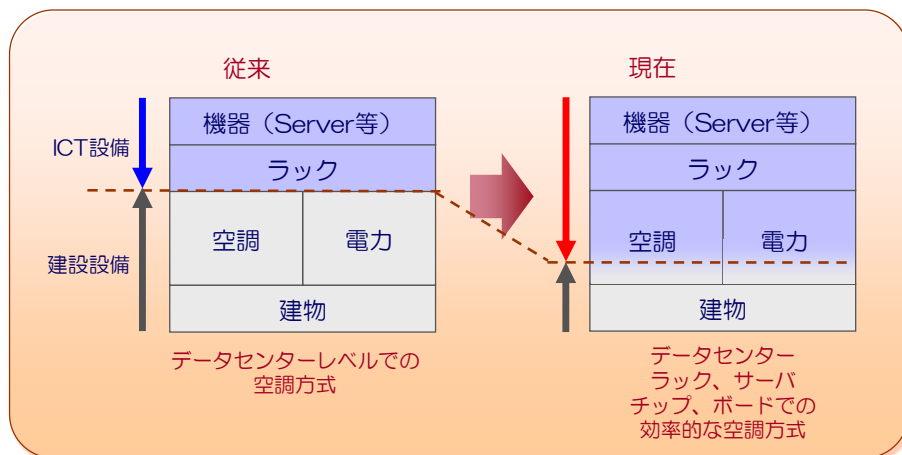 従来
機器（Server等）
ラック
空調
電力
建物
ICT設備
建設設備
データセンターレベルでの
空調方式
現在
機器（Server等）
ラック
空調
電力
建物
データセンター
ラック、サーバ
チップ、ボードでの
効率的な空調方式